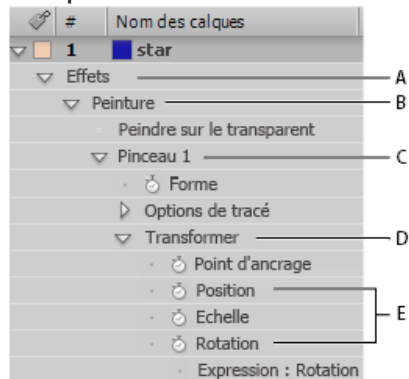 # Nom des calques
1 star
Effets A
Peinture B
Peindre sur le transparent
Pinceau 1 C
Forme
Options de tracé
Transformer D
Point d'ancrage
Position
Echelle E
Rotation
Expression : Rotation